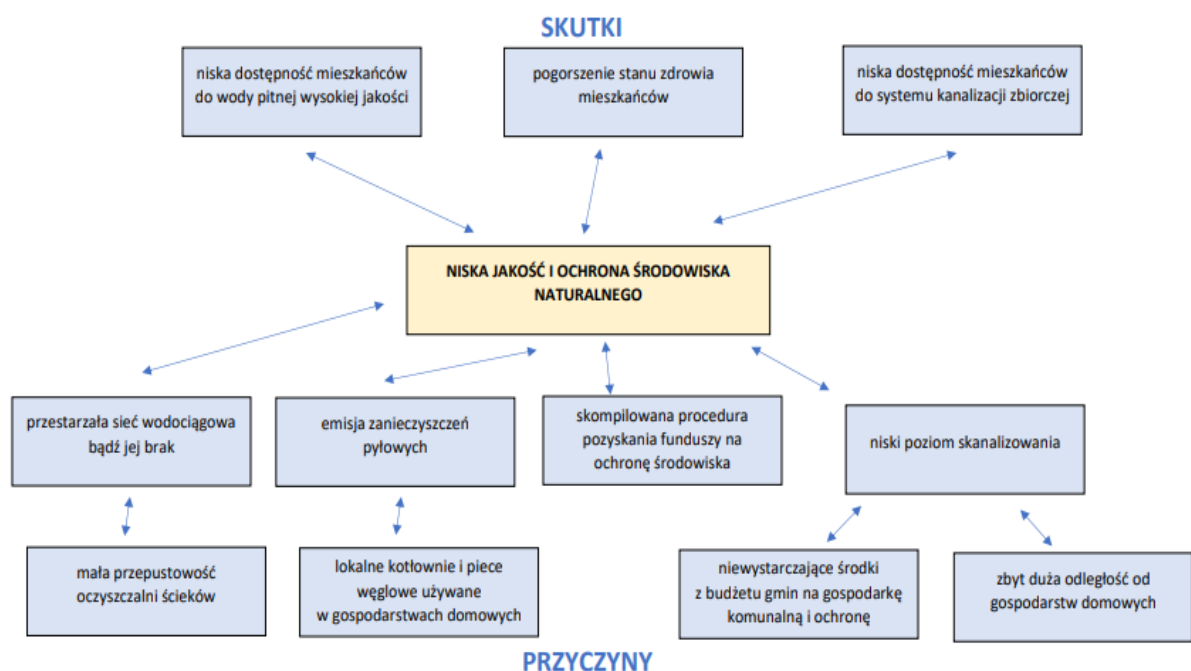 SKUTKI
niska dostępność mieszkańców
do wody pitnej wysokiej jakości
pogorszenie stanu zdrowia
mieszkańców
niska dostępność mieszkańców
do systemu kanalizacji zbiorczej
NISKA JAKOŚĆ I OCHRONA ŚRODOWISKA
NATURALNEGO
przestarzała sieć wodociągowa
bądź jej brak
emisja zanieczyszczeń
pyłowych
skompilowana procedura
pozyskania funduszy na
ochronę środowiska
niski poziom skanalizowania
mała przepustowość
oczyszczalni ścieków
lokalne kotłownie i piece
węglowe używane
w gospodarstwach domowych
niewystarczające środki
z budżetu gmin na gospodarkę
komunalną i ochronę
zbyt duża odległość od
gospodarstw domowych
PRZYCZYNY